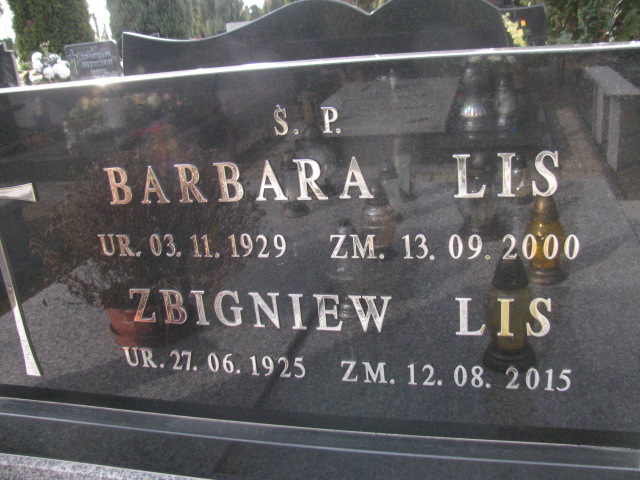 Ś. P.
BARBARA LIS
UR. 03. 11. 1929 ZM. 13. 09. 2000
ZBIGNIEW LIS
UR. 27. 06. 1925 ZM. 12. 08. 2015